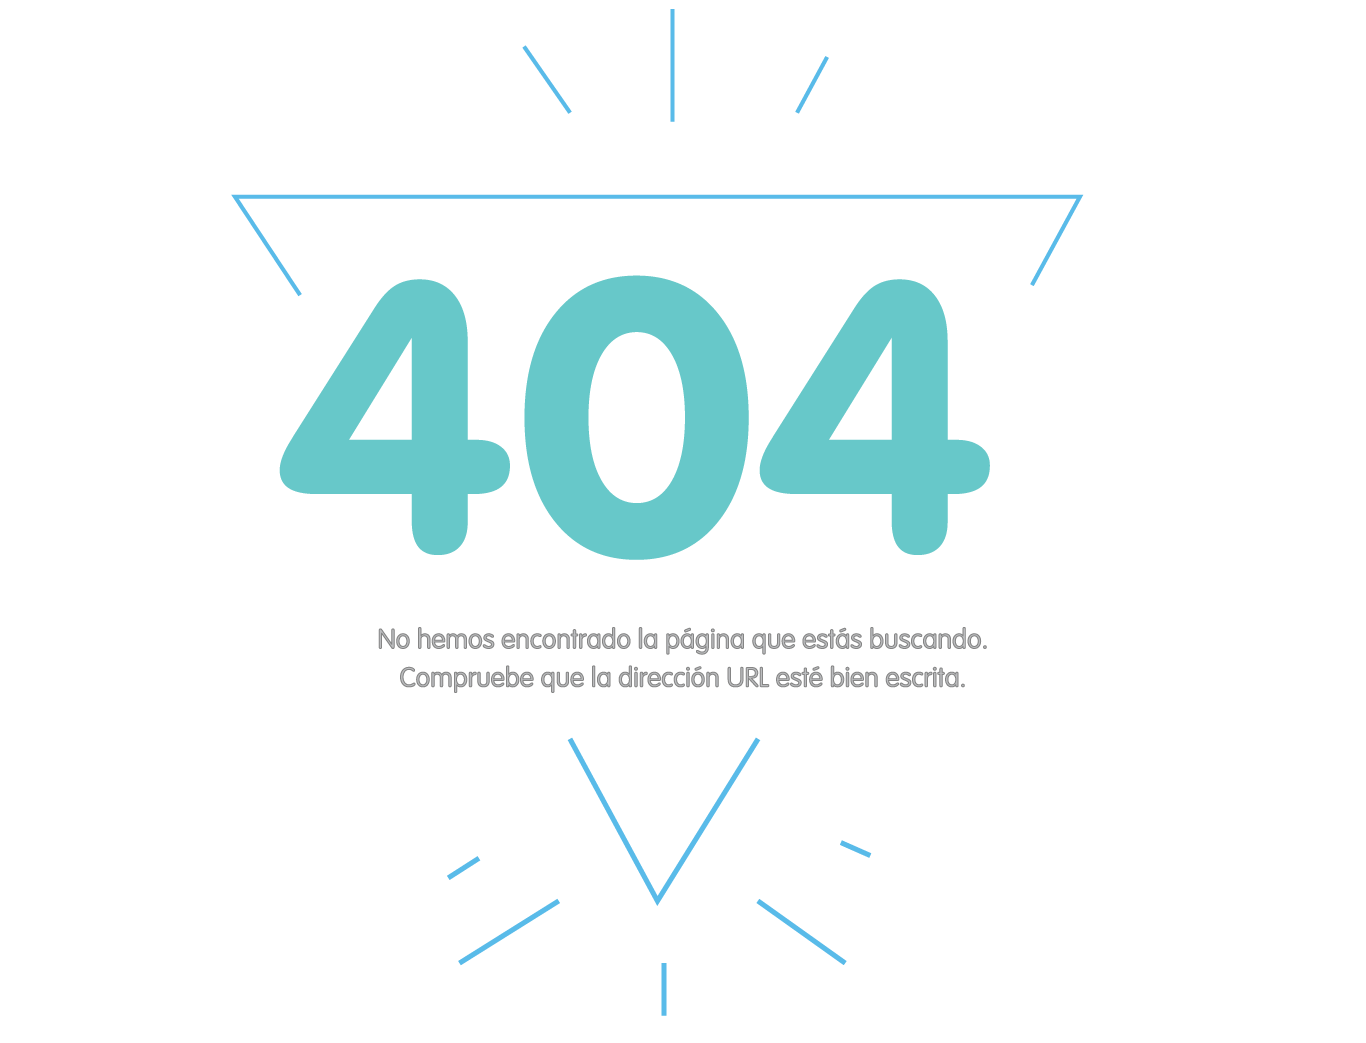 404
No hemos encontrado la página que estás buscando.
Compruebe que la dirección URL esté bien escrita.